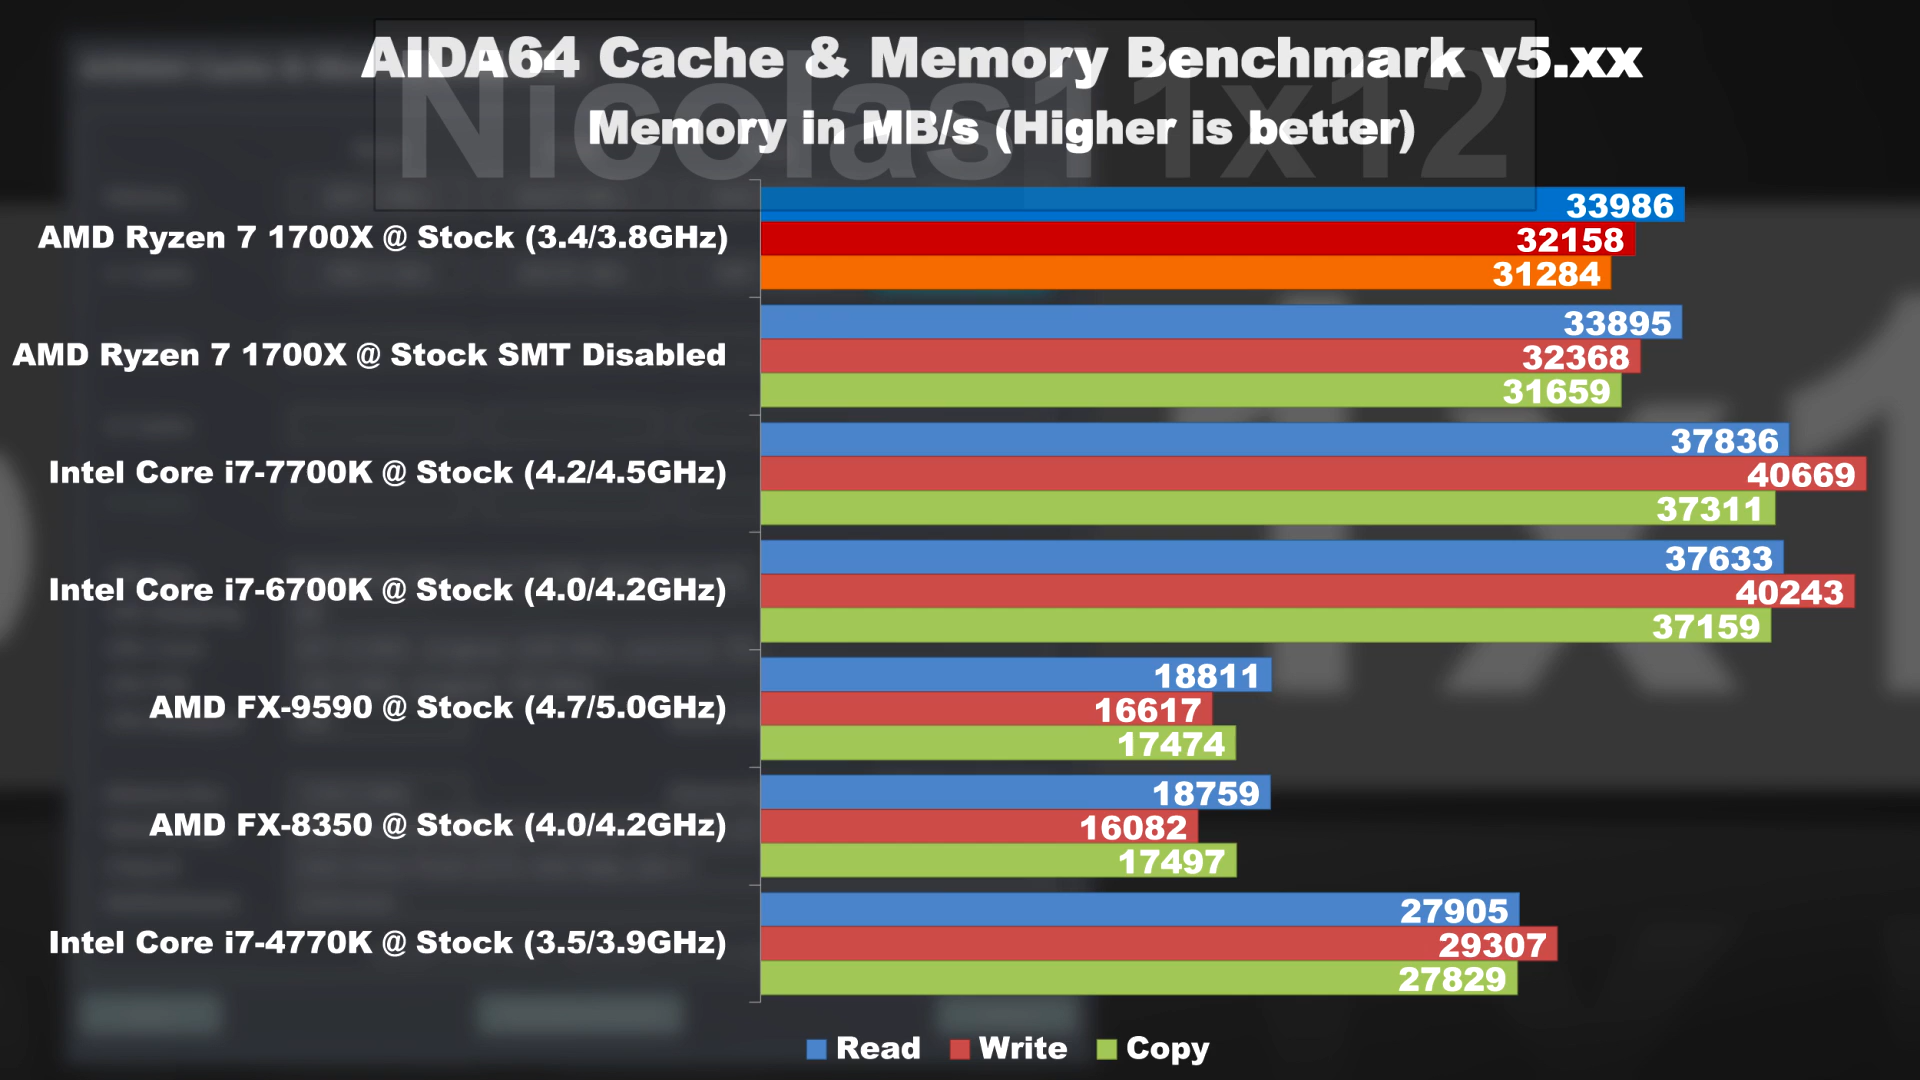 AIDA64 Cache & Memory Benchmark v5.xx
Nicolas11x12
Memory in MB/s (Higher is better)
AMD Ryzen 7 1700X @ Stock (3.4/3.8GHz)
33986
32158
31284
AMD Ryzen 7 1700X @ Stock SMT Disabled
33895
32368
31659
Intel Core i7-7700K @ Stock (4.2/4.5GHz)
37836
40669
37311
Intel Core i7-6700K @ Stock (4.0/4.2GHz)
37633
40243
37159
AMD FX-9590 @ Stock (4.7/5.0GHz)
18811
16617
17474
AMD FX-8350 @ Stock (4.0/4.2GHz)
18759
16082
17497
Intel Core i7-4770K @ Stock (3.5/3.9GHz)
27905
29307
27829
Read Write Copy